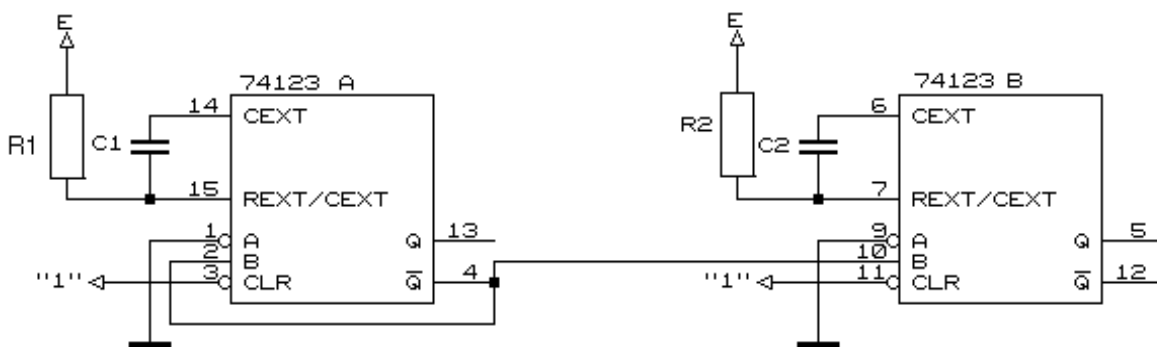 E
E
74123 A
74123 B
14
CEXT
6
CEXT
R1
C1
R2
C2
15
REXT/CEXT
7
REXT/CEXT
1
A
Q
13
9
A
Q
5
2
B
10
B
"1"
3
CLR
Q̅
4
"1"
11
CLR
Q̅
12